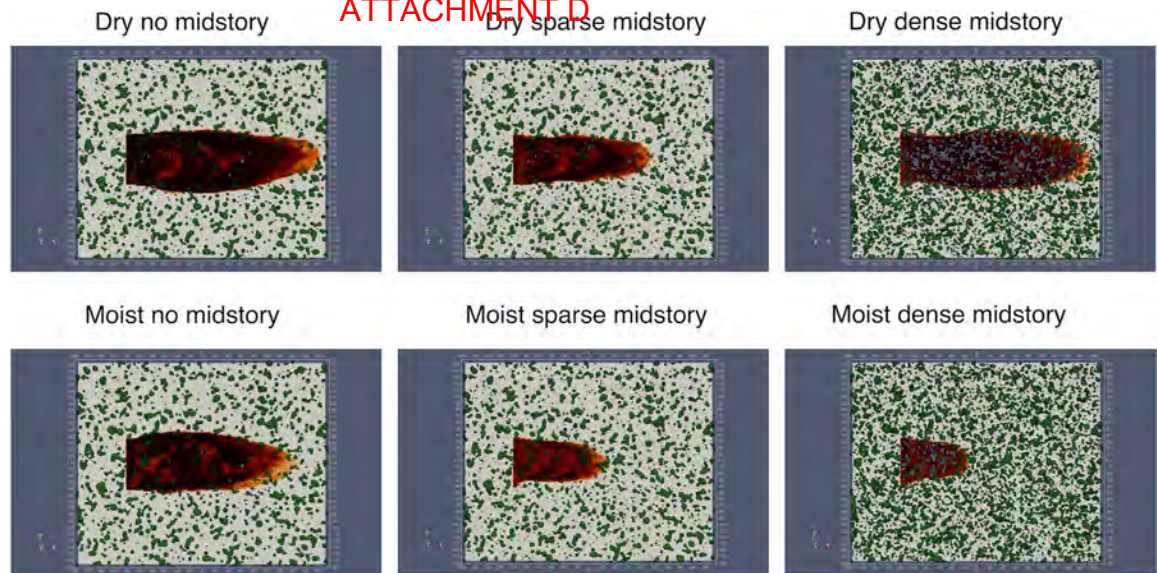 ATTACHMENT D
Dry no midstory
Dry sparse midstory
Dry dense midstory
Moist no midstory
Moist sparse midstory
Moist dense midstory